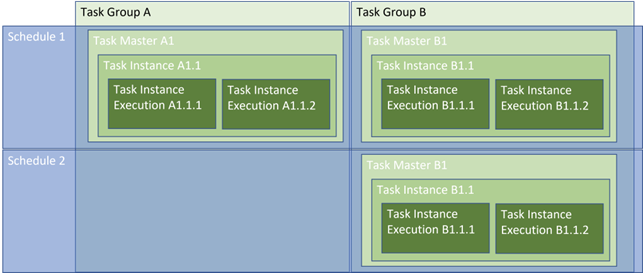 Task Group A
Task Group B
Schedule 1
Task Master A1
Task Master B1
Task Instance A1.1
Task Instance B1.1
Task Instance
Execution A1.1.1
Task Instance
Execution A1.1.2
Task Instance
Execution B1.1.1
Task Instance
Execution B1.1.2
Schedule 2
Task Master B1
Task Instance B1.1
Task Instance
Execution B1.1.1
Task Instance
Execution B1.1.2